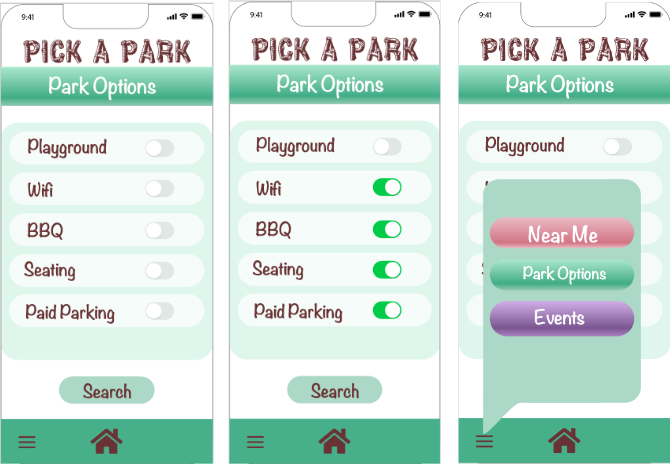 9:41
PICK A PARK
Park Options
Playground
Wifi
BBQ
Seating
Paid Parking
Search
9:41
PICK A PARK
Park Options
Playground
Wifi
BBQ
Seating
Paid Parking
Search
9:41
PICK A PARK
Park Options
Playground
Near Me
Park Options
Events